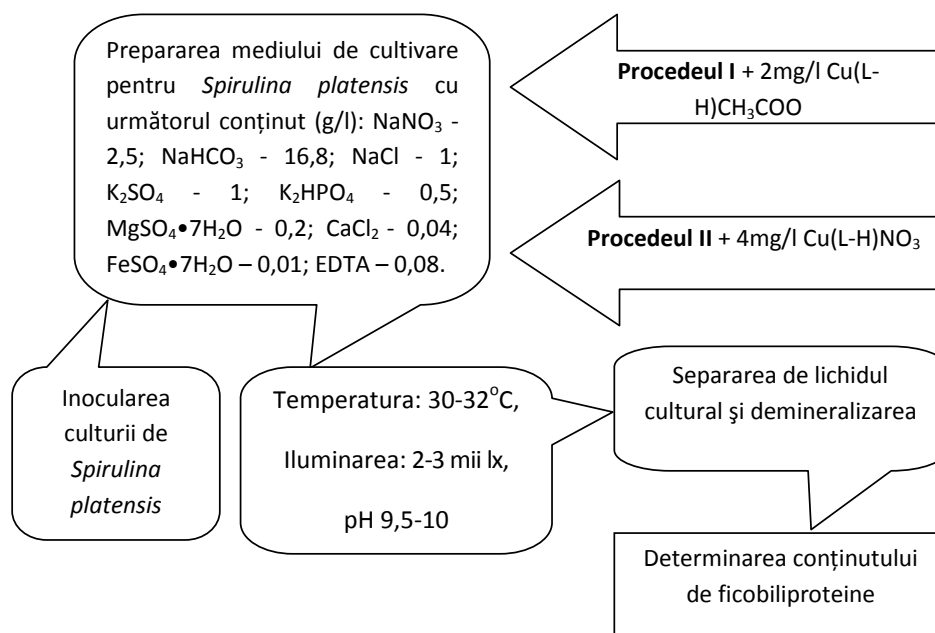 Prepararea mediului de cultivare
pentru Spirulina platensis cu
următorul conținut (g/l): NaNO₃ -
2,5; NaHCO₃ - 16,8; NaCl - 1;
K₂SO₄ - 1; K₂HPO₄ - 0,5;
MgSO₄•7H₂O - 0,2; CaCl₂ - 0,04;
FeSO₄•7H₂O – 0,01; EDTA – 0,08.
Procedeul I + 2mg/l Cu(L-
H)CH₃COO
Procedeul II + 4mg/l Cu(L-H)NO₃
Inocularea
culturii de
Spirulina
platensis
Temperatura: 30-32°C,
Iluminarea: 2-3 mii lx,
pH 9,5-10
Separarea de lichidul
cultural şi demineralizarea
Determinarea conținutului
de ficobiliproteine